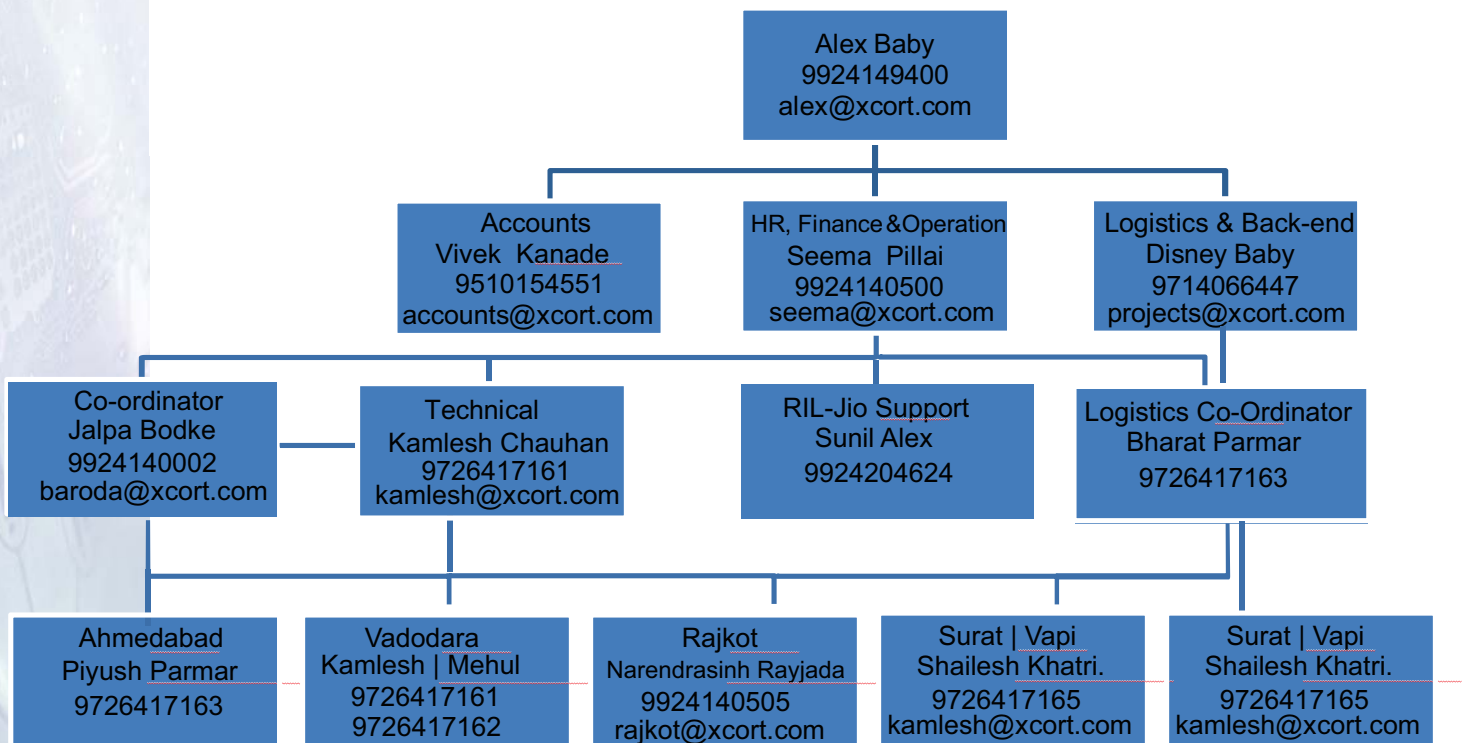 Alex Baby
9924149400
alex@xcort.com
Accounts
Vivek Kanade
9510154551
accounts@xcort.com
HR, Finance &Operation
Seema Pillai
9924140500
seema@xcort.com
Logistics & Back-end
Disney Baby
9714066447
projects@xcort.com
Co-ordinator
Jalpa Bodke
9924140002
baroda@xcort.com
Technical
Kamlesh Chauhan
9726417161
kamlesh@xcort.com
RIL-Jio Support
Sunil Alex
9924204624
Logistics Co-Ordinator
Bharat Parmar
9726417163
Ahmedabad
Piyush Parmar
9726417163
Vadodara
Kamlesh | Mehul
9726417161
9726417162
Rajkot
Narendrasinh Rayjada
9924140505
rajkot@xcort.com
Surat | Vapi
Shailesh Khatri.
9726417165
kamlesh@xcort.com
Surat | Vapi
Shailesh Khatri.
9726417165
kamlesh@xcort.com